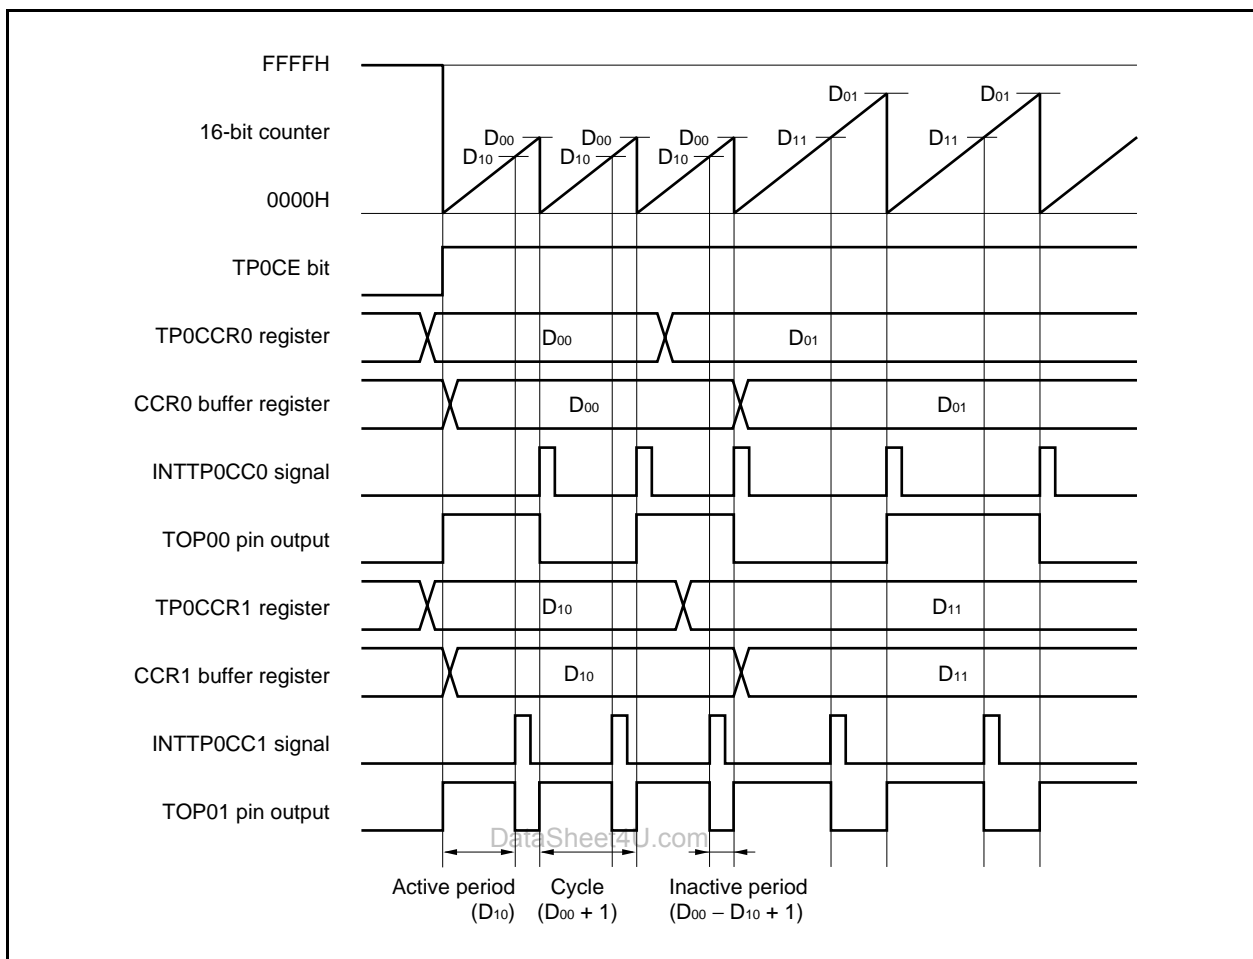 FFFFH
D01 D01
16-bit counter D00 D00 D00 D11 D11
D10 D10 D10
0000H
TP0CE bit
TP0CCR0 register D00 D01
CCR0 buffer register D00 D01
INTTP0CC0 signal
TOP00 pin output
TP0CCR1 register D10 D11
CCR1 buffer register D10 D11
INTTP0CC1 signal
TOP01 pin output
DataSheet4U.com
Active period Cycle Inactive period
(D10) (D00 + 1) (D00 − D10 + 1)